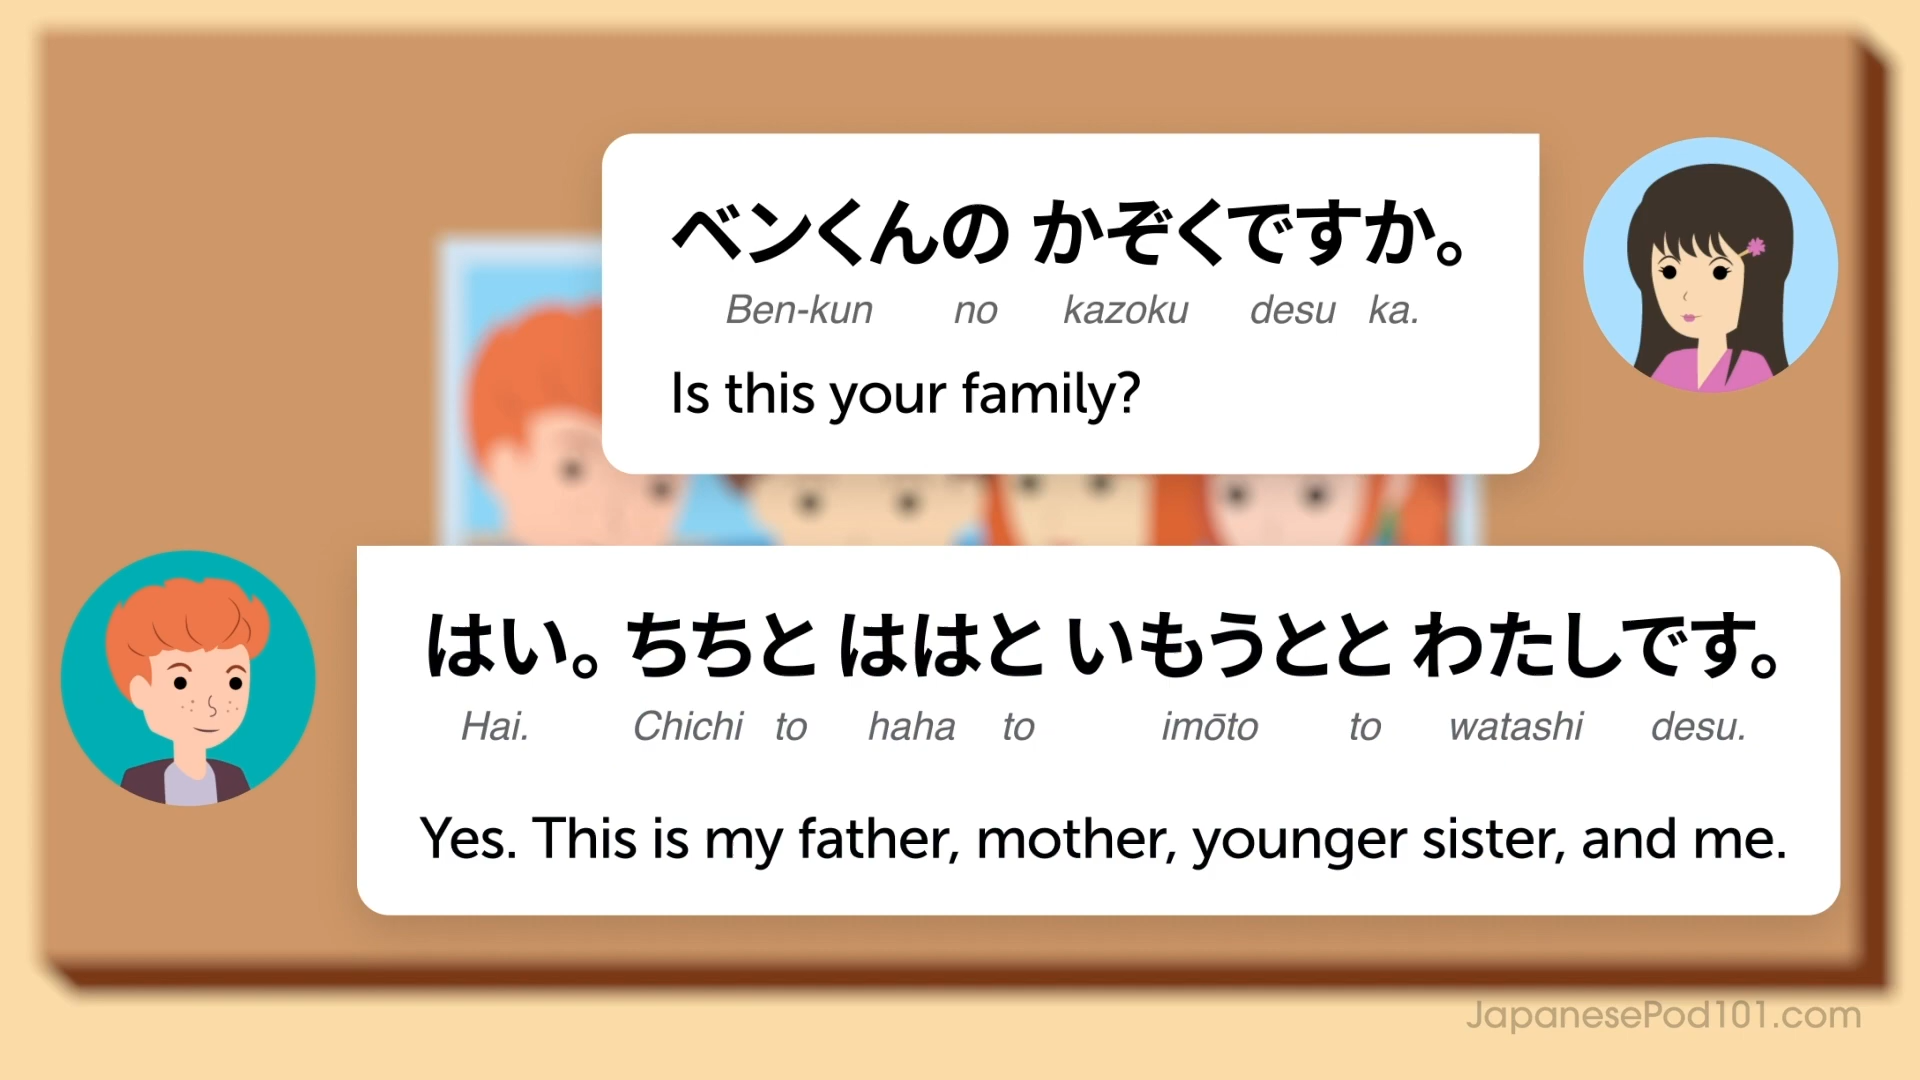 ベンくんの かぞくですか。
Ben-kun no kazoku desu ka.
Is this your family?
はい。ちちと ははと いもうとと わたしです。
Hai. Chichi to haha to imōto to watashi desu.
Yes. This is my father, mother, younger sister, and me.
JapanesePod101.com